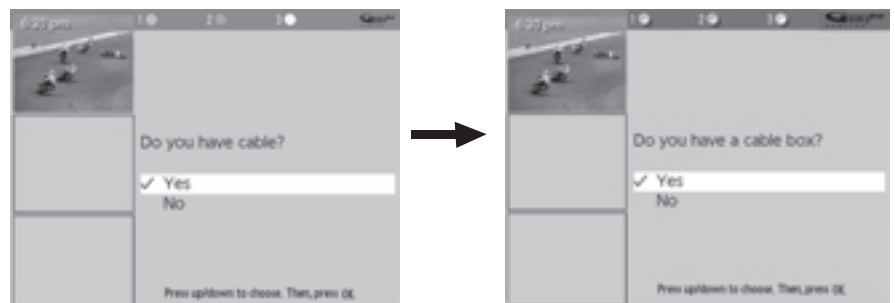 6:30 pm
1 2 3
Do you have cable?
✓ Yes
No
Press up/down to choose. Then, press OK.
6:30 pm
1 2 3
Do you have a cable box?
✓ Yes
No
Press up/down to choose. Then, press OK.